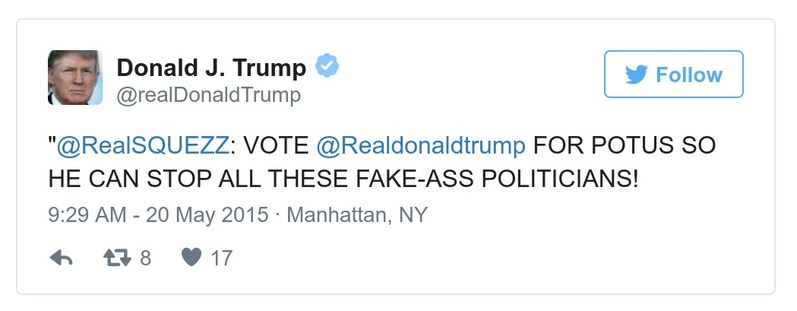 Donald J. Trump
@realDonaldTrump
Follow
"@RealSQUEZZ: VOTE @Realdonaldtrump FOR POTUS SO
HE CAN STOP ALL THESE FAKE-ASS POLITICIANS!
9:29 AM - 20 May 2015 · Manhattan, NY
8 17